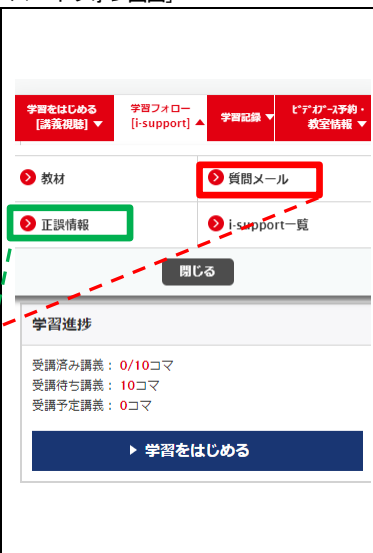 学習をはじめる
[講義視聴] ▼
学習フォロー
[i-support] ▲
学習記録 ▼
ﾋﾞﾃﾞｵﾌﾞｰｽ予約・
教室情報 ▼
教材
質問メール
正誤情報
i-support一覧
閉じる
学習進捗
受講済み講義： 0/10コマ
受講待ち講義： 10コマ
受講予定講義： 0コマ
学習をはじめる